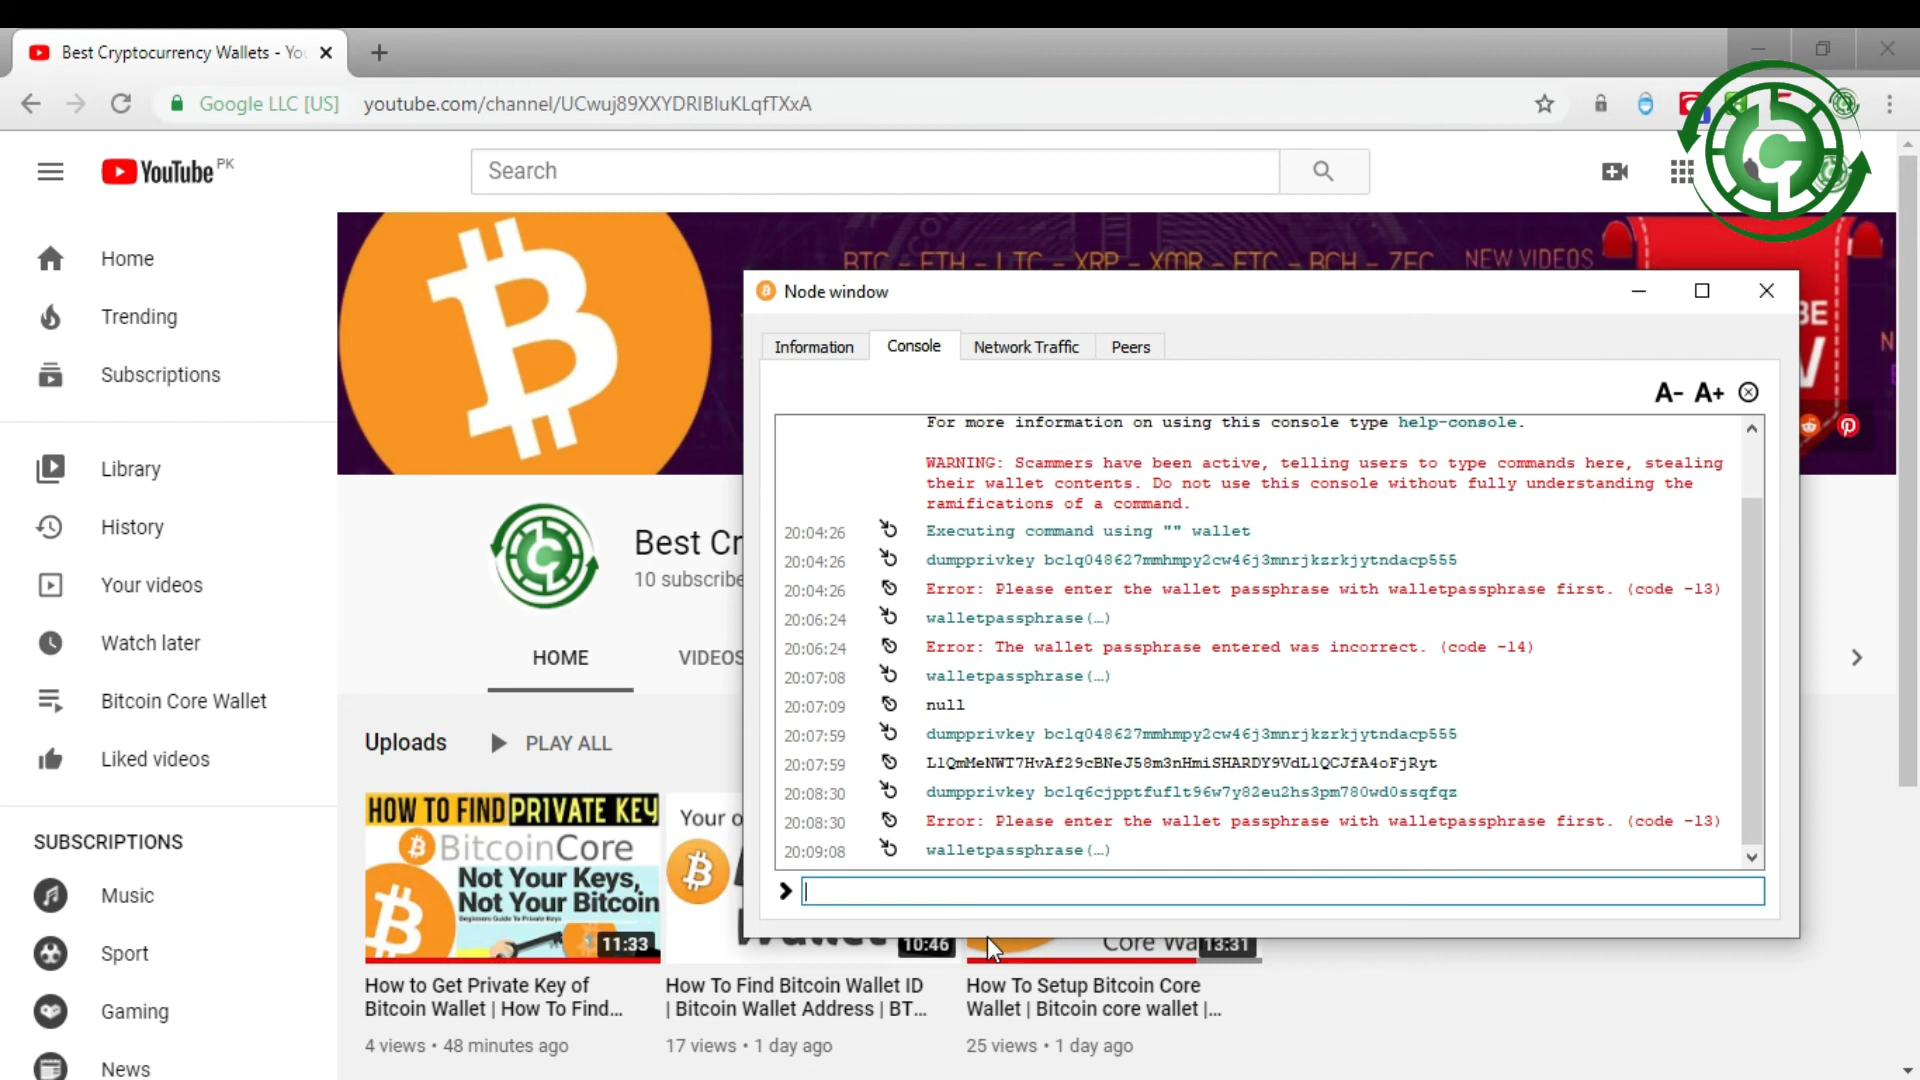 Best Cryptocurrency Wallets - You
Google LLC [US]
youtube.com/channel/UCwuj89XXYDRIBIuKLqfTXxA
YouTube PK
Search
BTC - ETH - LTC - XRP - XMR - ETC - BCH - ZEC
NEW VIDEOS
Home
Trending
Subscriptions
Library
History
Your videos
Watch later
Bitcoin Core Wallet
Liked videos
SUBSCRIPTIONS
Music
Sport
Gaming
News
Best Cr
10 subscribe
HOME
VIDEOS
Uploads
PLAY ALL
Node window
Information
Console
Network Traffic
Peers
A- A+
For more information on using this console type help-console.
WARNING: Scammers have been active, telling users to type commands here, stealing
their wallet contents. Do not use this console without fully understanding the
ramifications of a command.
20:04:26 Executing command using "" wallet
20:04:26 dumpprivkey bc1q048627mmhmpy2cw46j3mnrjkzrkjytndacp555
20:04:26 Error: Please enter the wallet passphrase with walletpassphrase first. (code -13)
20:06:24 walletpassphrase(…)
20:06:24 Error: The wallet passphrase entered was incorrect. (code -14)
20:07:08 walletpassphrase(…)
20:07:09 null
20:07:59 dumpprivkey bc1q048627mmhmpy2cw46j3mnrjkzrkjytndacp555
20:07:59 L1QmMeNWT7HvAf29cBNeJ58m3nHmiSHARDY9VdL1QCJfA4oFjRyt
20:08:30 dumpprivkey bc1q6cjpptfuflt96w7y82eu2hs3pm780wd0ssqfqz
20:08:30 Error: Please enter the wallet passphrase with walletpassphrase first. (code -13)
20:09:08 walletpassphrase(…)
HOW TO FIND PRIVATE KEY
BitcoinCore
Not Your Keys,
Not Your Bitcoin
Beginners Guide To Private Keys
11:33
Your o
10:46
Core Wa
13:31
How to Get Private Key of
Bitcoin Wallet | How To Find...
4 views • 48 minutes ago
How To Find Bitcoin Wallet ID
| Bitcoin Wallet Address | BT...
17 views • 1 day ago
How To Setup Bitcoin Core
Wallet | Bitcoin core wallet |...
25 views • 1 day ago